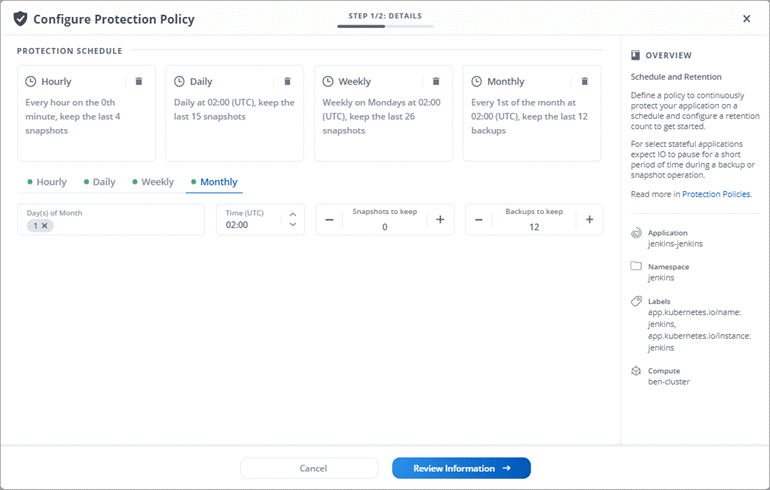 Configure Protection Policy
STEP 1/2: DETAILS
PROTECTION SCHEDULE
Hourly
Every hour on the 0th
minute, keep the last 4
snapshots
Daily
Daily at 02:00 (UTC), keep the
last 15 snapshots
Weekly
Weekly on Mondays at 02:00
(UTC), keep the last 26
snapshots
Monthly
Every 1st of the month at
02:00 (UTC), keep the last 12
backups
Hourly
Daily
Weekly
Monthly
Day(s) of Month
1
Time (UTC)
02:00
Snapshots to keep
0
Backups to keep
12
OVERVIEW
Schedule and Retention
Define a policy to continuously
protect your application on a
schedule and configure a retention
count to get started.
For select stateful applications
expect IO to pause for a short
period of time during a backup or
snapshot operation.
Read more in Protection Policies.
Application
jenkins-jenkins
Namespace
jenkins
Labels
app.kubernetes.io/name:
jenkins,
app.kubernetes.io/instance:
jenkins
Compute
ben-cluster
Cancel
Review Information